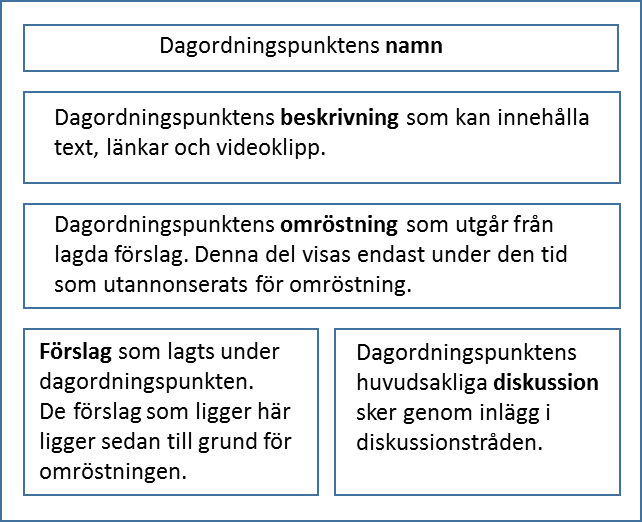 Dagordningspunktens namn
Dagordningspunktens beskrivning som kan innehålla
text, länkar och videoklipp.
Dagordningspunktens omröstning som utgår från
lagda förslag. Denna del visas endast under den tid
som utannonserats för omröstning.
Förslag som lagts under
dagordningspunkten.
De förslag som ligger här
ligger sedan till grund för
omröstningen.
Dagordningspunktens
huvudsakliga diskussion
sker genom inlägg i
diskussionstråden.